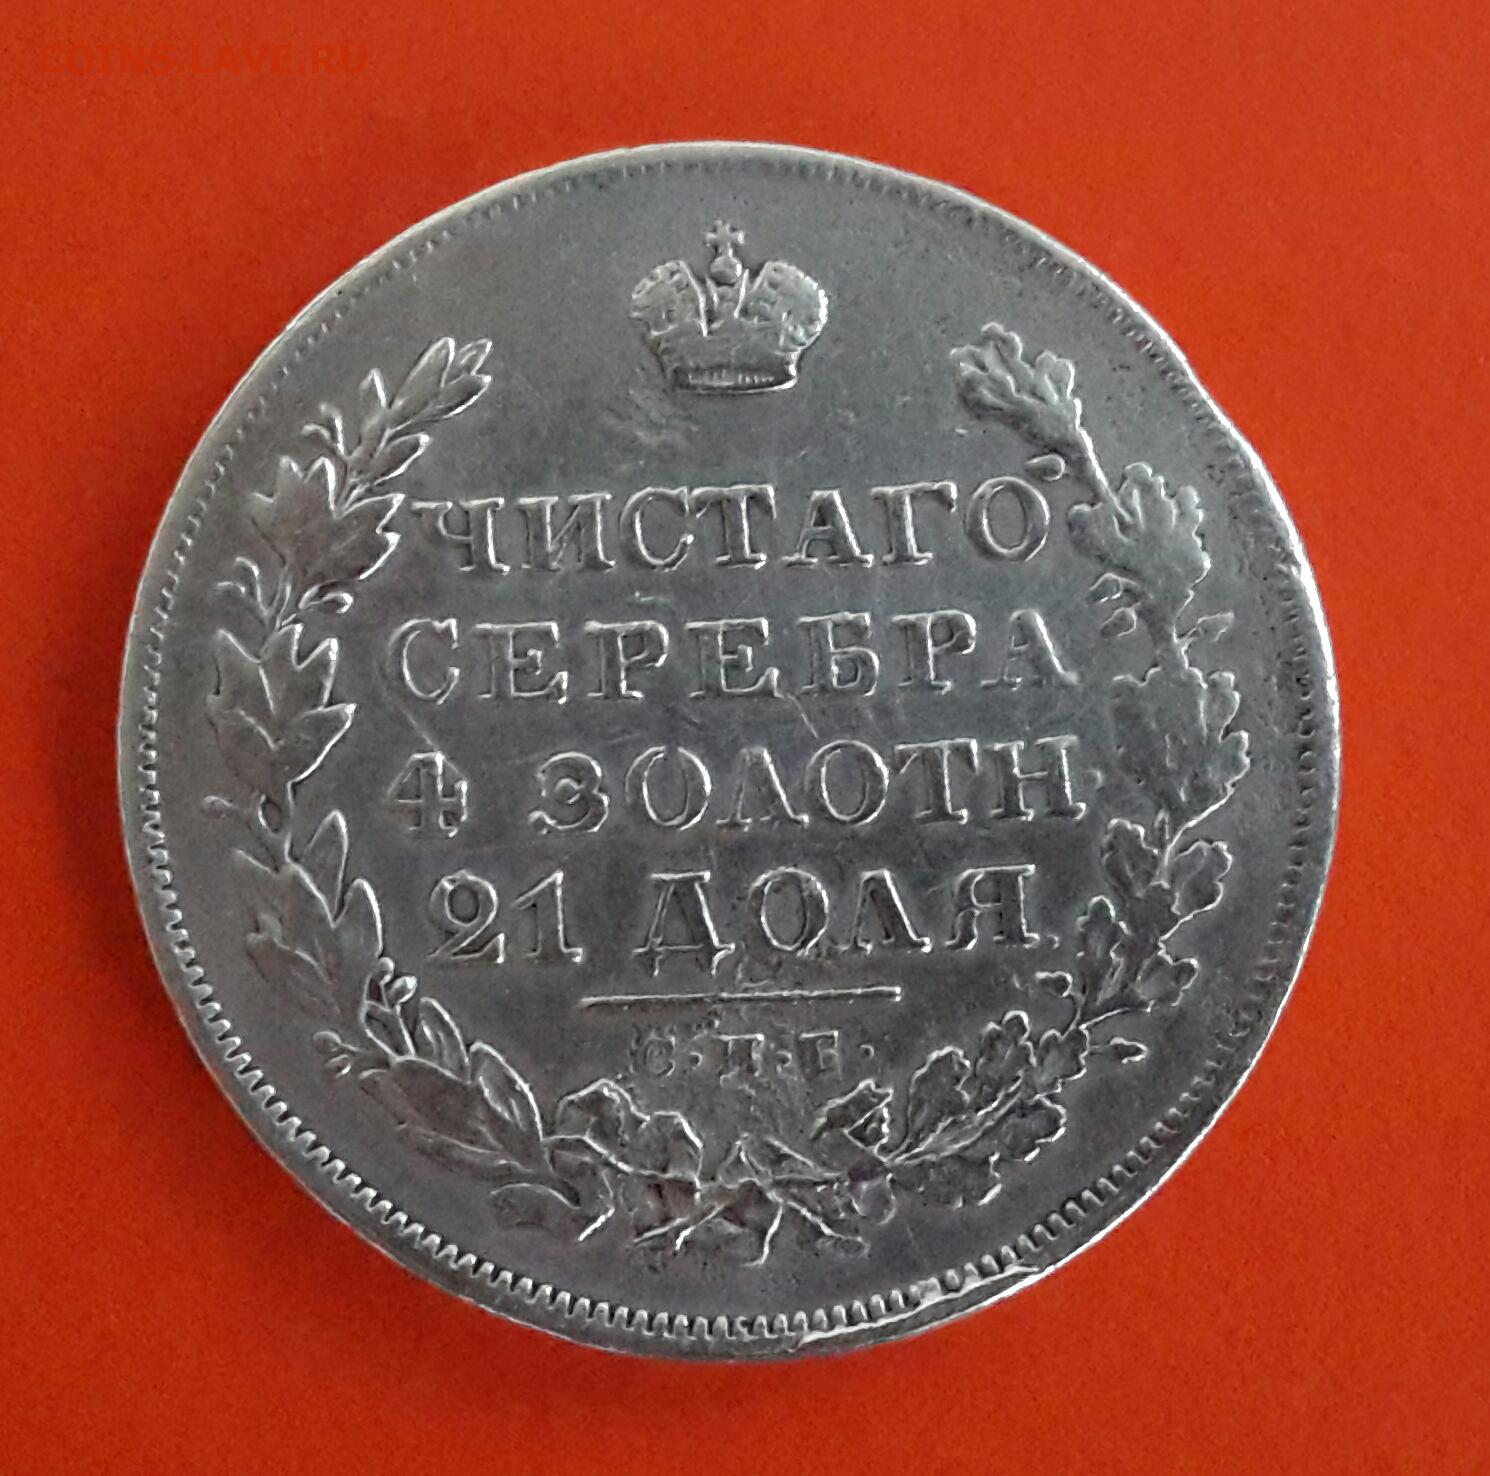 COINS.LAVE.RU
ЧИСТАГО
СЕРЕБРА
4 ЗОЛОТН.
21 ДОЛЯ.
С.П.Б.